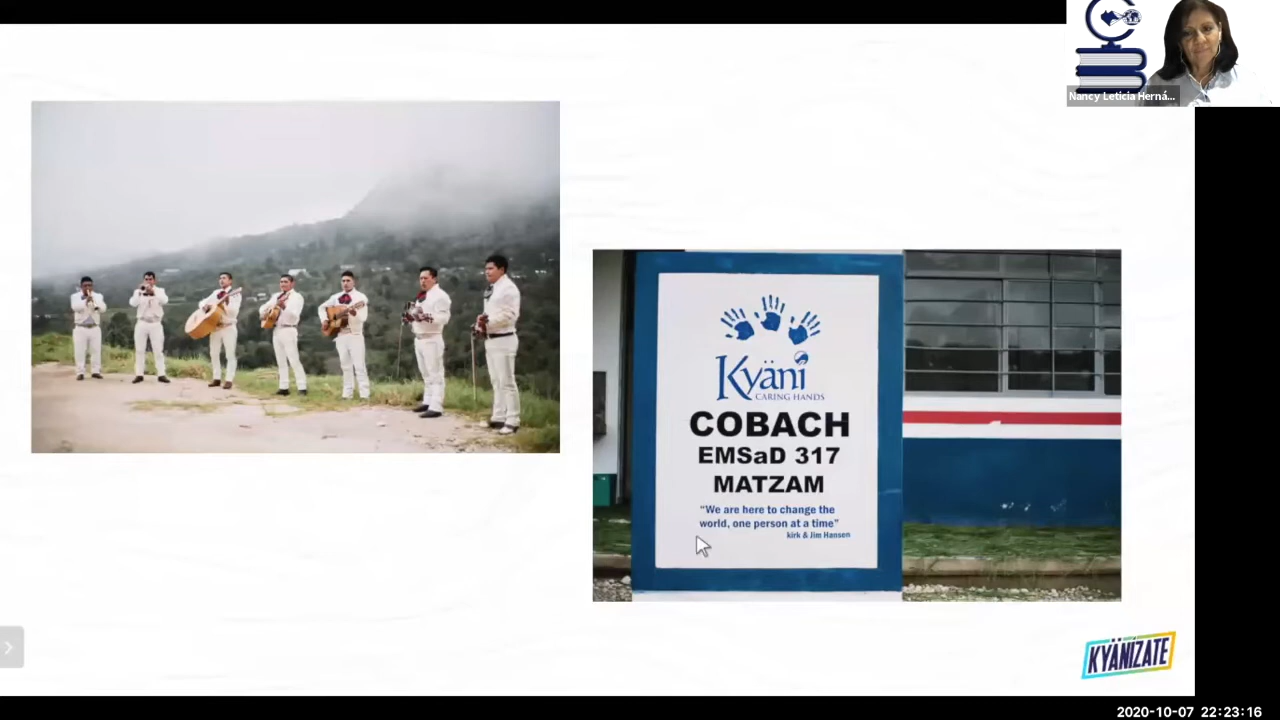 Nancy Leticia Herná...
Kyäni
CARING HANDS
COBACH
EMSaD 317
MATZAM
“We are here to change the
world, one person at a time”
kirk & Jim Hansen
KYÄNÍZATE
2020-10-07 22:23:16